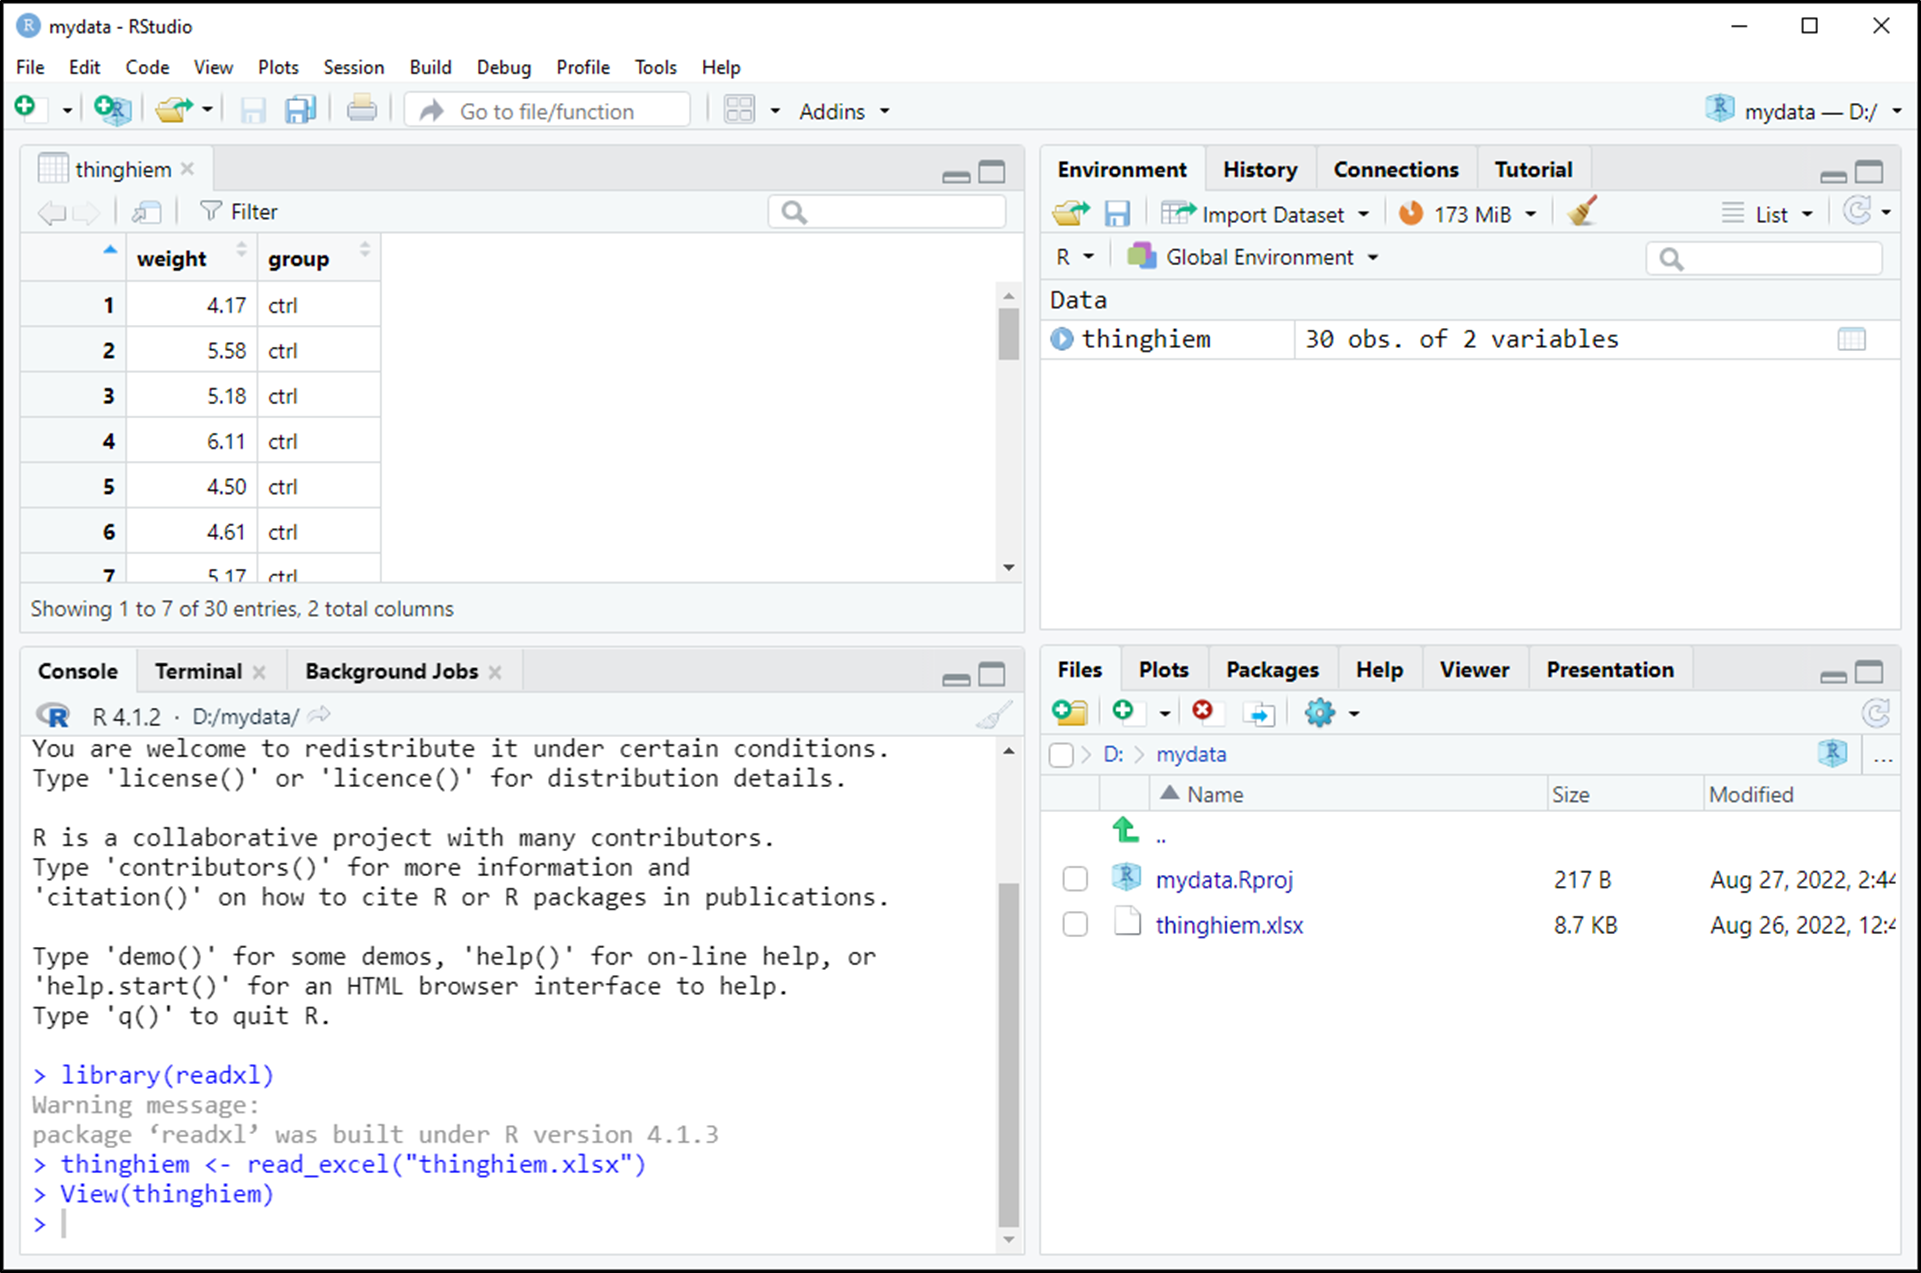 mydata - RStudio
File Edit Code View Plots Session Build Debug Profile Tools Help
Go to file/function Addins mydata — D:/
thinghiem
Filter
weight group
1 4.17 ctrl
2 5.58 ctrl
3 5.18 ctrl
4 6.11 ctrl
5 4.50 ctrl
6 4.61 ctrl
7 5.17 ctrl
Showing 1 to 7 of 30 entries, 2 total columns
Environment History Connections Tutorial
Import Dataset 173 MiB List
R Global Environment
Data
thinghiem 30 obs. of 2 variables
Console Terminal Background Jobs
R R 4.1.2 · D:/mydata/
You are welcome to redistribute it under certain conditions.
Type 'license()' or 'licence()' for distribution details.
R is a collaborative project with many contributors.
Type 'contributors()' for more information and
'citation()' on how to cite R or R packages in publications.
Type 'demo()' for some demos, 'help()' for on-line help, or
'help.start()' for an HTML browser interface to help.
Type 'q()' to quit R.
> library(readxl)
Warning message:
package ‘readxl’ was built under R version 4.1.3
> thinghiem <- read_excel("thinghiem.xlsx")
> View(thinghiem)
>
Files Plots Packages Help Viewer Presentation
D: mydata ...
Name Size Modified
..
mydata.Rproj 217 B Aug 27, 2022, 2:44
thinghiem.xlsx 8.7 KB Aug 26, 2022, 12:4